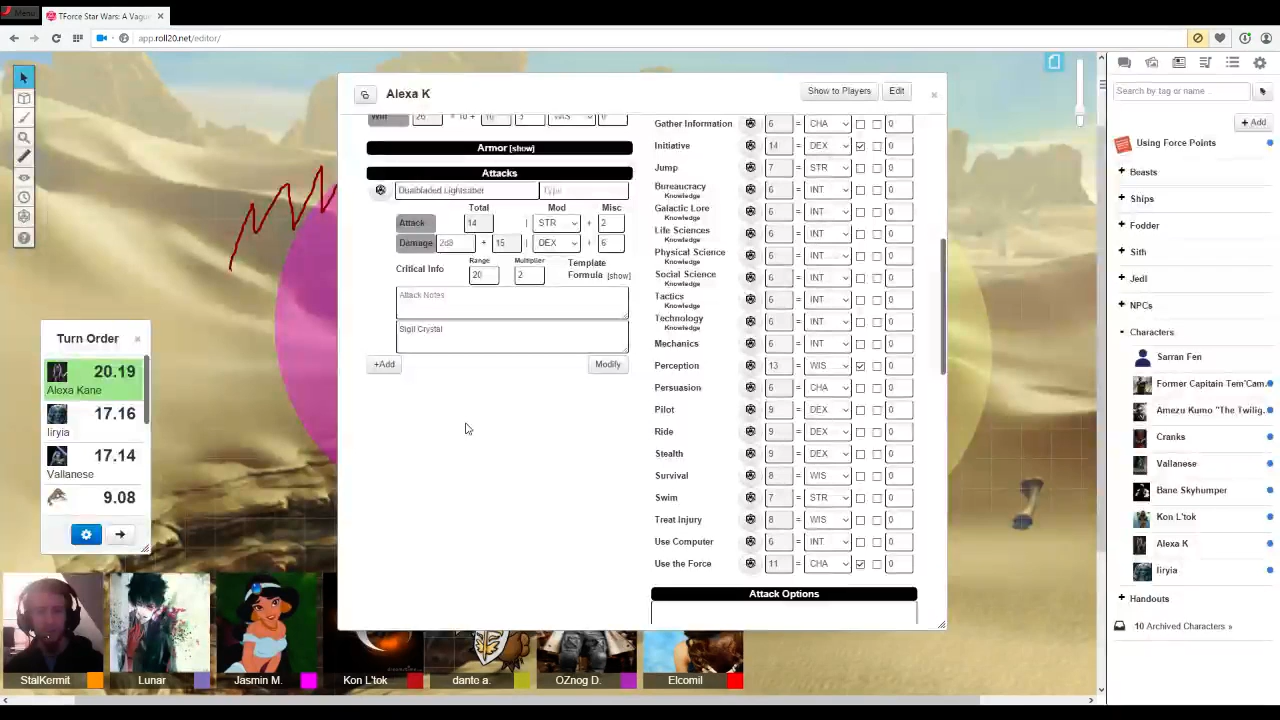 Menu
TForce Star Wars: A Vagu
app.roll20.net/editor/
Alexa K
Show to Players
Edit
Armor [show]
Attacks
Dualbladed Lightsaber
Type
Total
Mod
Misc
Attack
14
|
STR
+
2
Damage
2d8
+
15
|
DEX
+
6
Critical Info
Range
20
Multiplier
2
Template
Formula [show]
Attack Notes
Sigil Crystal
+Add
Modify
Gather Information
6
=
CHA
0
Initiative
14
=
DEX
0
Jump
7
=
STR
0
Bureaucracy
Knowledge
6
=
INT
0
Galactic Lore
Knowledge
6
=
INT
0
Life Sciences
Knowledge
6
=
INT
0
Physical Science
Knowledge
6
=
INT
0
Social Science
Knowledge
6
=
INT
0
Tactics
Knowledge
6
=
INT
0
Technology
Knowledge
6
=
INT
0
Mechanics
6
=
INT
0
Perception
13
=
WIS
0
Persuasion
6
=
CHA
0
Pilot
9
=
DEX
0
Ride
9
=
DEX
0
Stealth
9
=
DEX
0
Survival
8
=
WIS
0
Swim
7
=
STR
0
Treat Injury
8
=
WIS
0
Use Computer
6
=
INT
0
Use the Force
11
=
CHA
0
Attack Options
Turn Order
20.19
Alexa Kane
17.16
Iiryia
17.14
Vallanese
9.08
StalKermit
Lunar
Jasmin M.
Kon L'tok
dante a.
OZnog D.
Elcomil
Search by tag or name...
+ Add
Using Force Points
Beasts
Ships
Fodder
Sith
Jedi
NPCs
Characters
Sarran Fen
Former Capitain Tem'Cam.
Amezu Kumo "The Twilig.
Cranks
Vallanese
Bane Skyhumper
Kon L'tok
Alexa K
Iiryia
Handouts
10 Archived Characters »